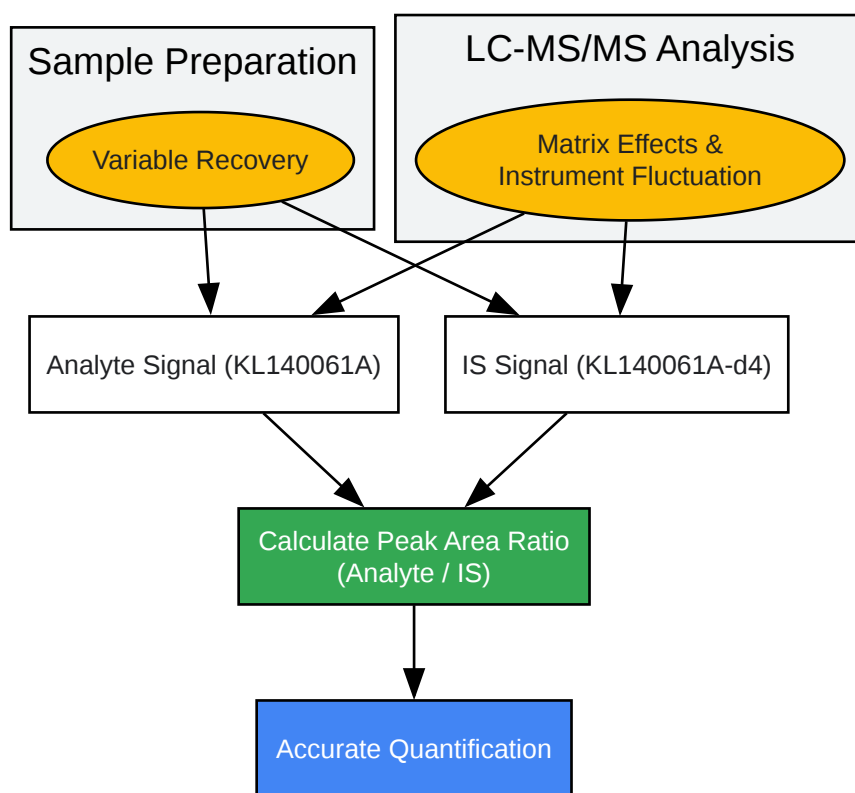 Sample Preparation
LC-MS/MS Analysis
Variable Recovery
Matrix Effects &
Instrument Fluctuation
Analyte Signal (KL140061A)
IS Signal (KL140061A-d4)
Calculate Peak Area Ratio
(Analyte / IS)
Accurate Quantification